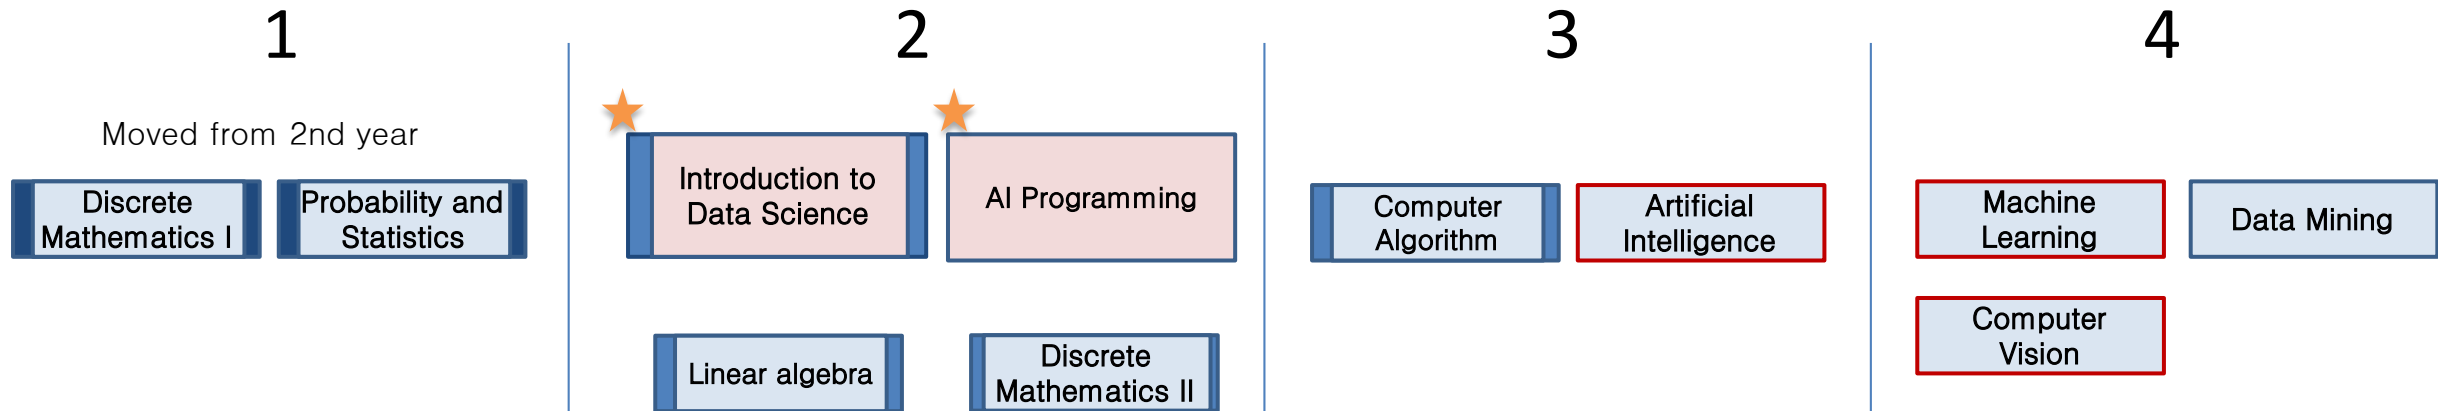 1
2
3
4
Moved from 2nd year
Discrete
Mathematics I
Probability and
Statistics
Introduction to
Data Science
AI Programming
Linear algebra
Discrete
Mathematics II
Computer
Algorithm
Artificial
Intelligence
Machine
Learning
Data Mining
Computer
Vision